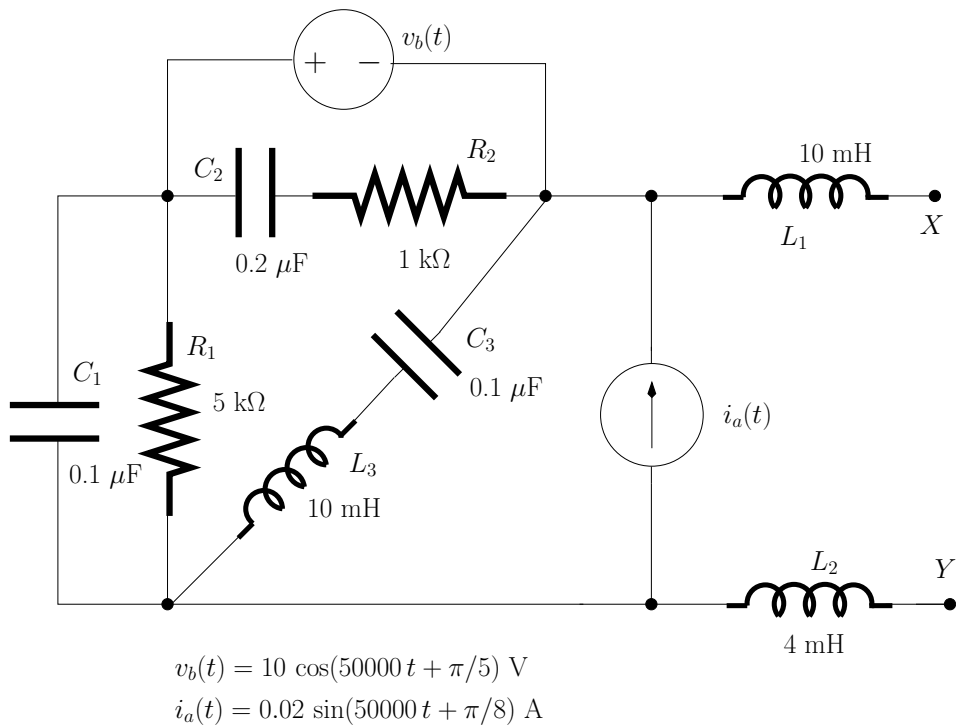 v_b(t)
+ −
10 mH
C_2
R_2
L_1
X
0.2 μF
1 kΩ
C_1
R_1
C_3
5 kΩ
0.1 μF
i_a(t)
0.1 μF
L_3
10 mH
L_2
Y
4 mH
v_b(t) = 10 cos(50000 t + π/5) V
i_a(t) = 0.02 sin(50000 t + π/8) A